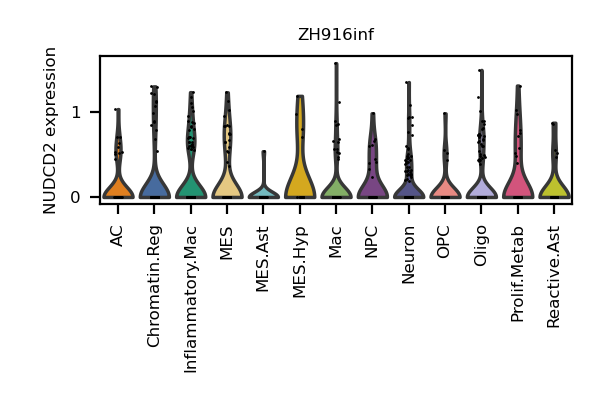 ZH916inf
NUDCD2 expression
1
0
AC
Chromatin.Reg
Inflammatory.Mac
MES
MES.Ast
MES.Hyp
Mac
NPC
Neuron
OPC
Oligo
Prolif.Metab
Reactive.Ast